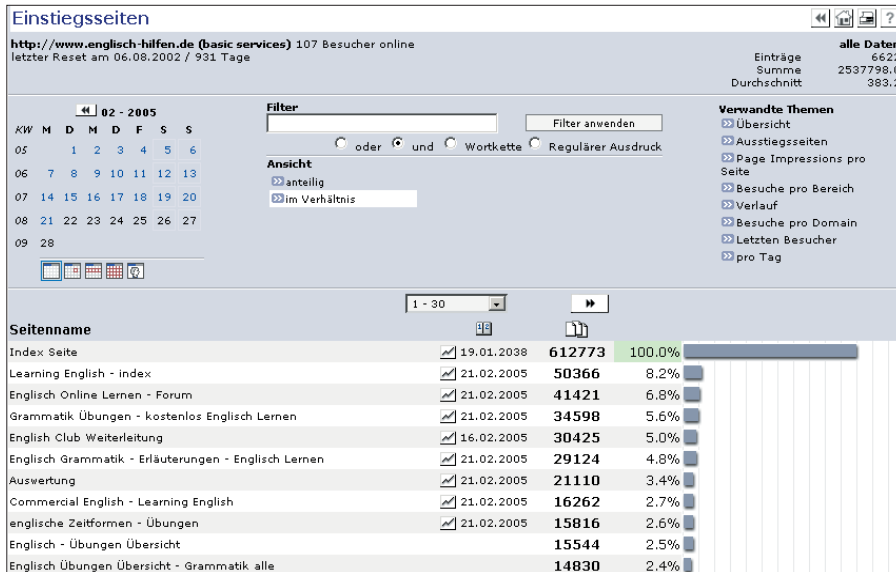 Einstiegsseiten
?
http://www.englisch-hilfen.de (basic services) 107 Besucher online
letzter Reset am 06.08.2002 / 931 Tage
alle Daten
Einträge
Summe
Durchschnitt
02 - 2005
KW M D M D F S S
05 1 2 3 4 5 6
06 7 8 9 10 11 12 13
07 14 15 16 17 18 19 20
08 21 22 23 24 25 26 27
09 28
Filter
Filter anwenden
oder und Wortkette Regulärer Ausdruck
Ansicht
anteilig
im Verhältnis
Verwandte Themen
Übersicht
Ausstiegsseiten
Page Impressions pro
Seite
Besuche pro Bereich
Verlauf
Besuche pro Domain
Letzten Besucher
pro Tag
1 - 30
Seitenname
Index Seite 19.01.2038 612773 100.0%
Learning English - index 21.02.2005 50366 8.2%
Englisch Online Lernen - Forum 21.02.2005 41421 6.8%
Grammatik Übungen - kostenlos Englisch Lernen 21.02.2005 34598 5.6%
English Club Weiterleitung 16.02.2005 30425 5.0%
Englisch Grammatik - Erläuterungen - Englisch Lernen 21.02.2005 29124 4.8%
Auswertung 21.02.2005 21110 3.4%
Commercial English - Learning English 21.02.2005 16262 2.7%
englische Zeitformen - Übungen 21.02.2005 15816 2.6%
Englisch - Übungen Übersicht 15544 2.5%
Englisch Übungen Übersicht - Grammatik alle 14830 2.4%